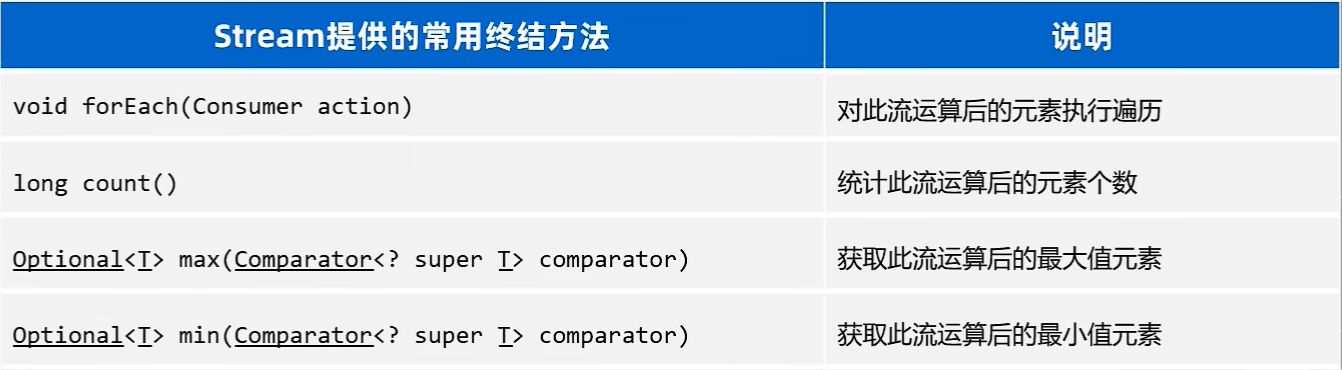 Stream提供的常用终结方法 说明
void forEach(Consumer action) 对此流运算后的元素执行遍历
long count() 统计此流运算后的元素个数
Optional<T> max(Comparator<? super T> comparator) 获取此流运算后的最大值元素
Optional<T> min(Comparator<? super T> comparator) 获取此流运算后的最小值元素